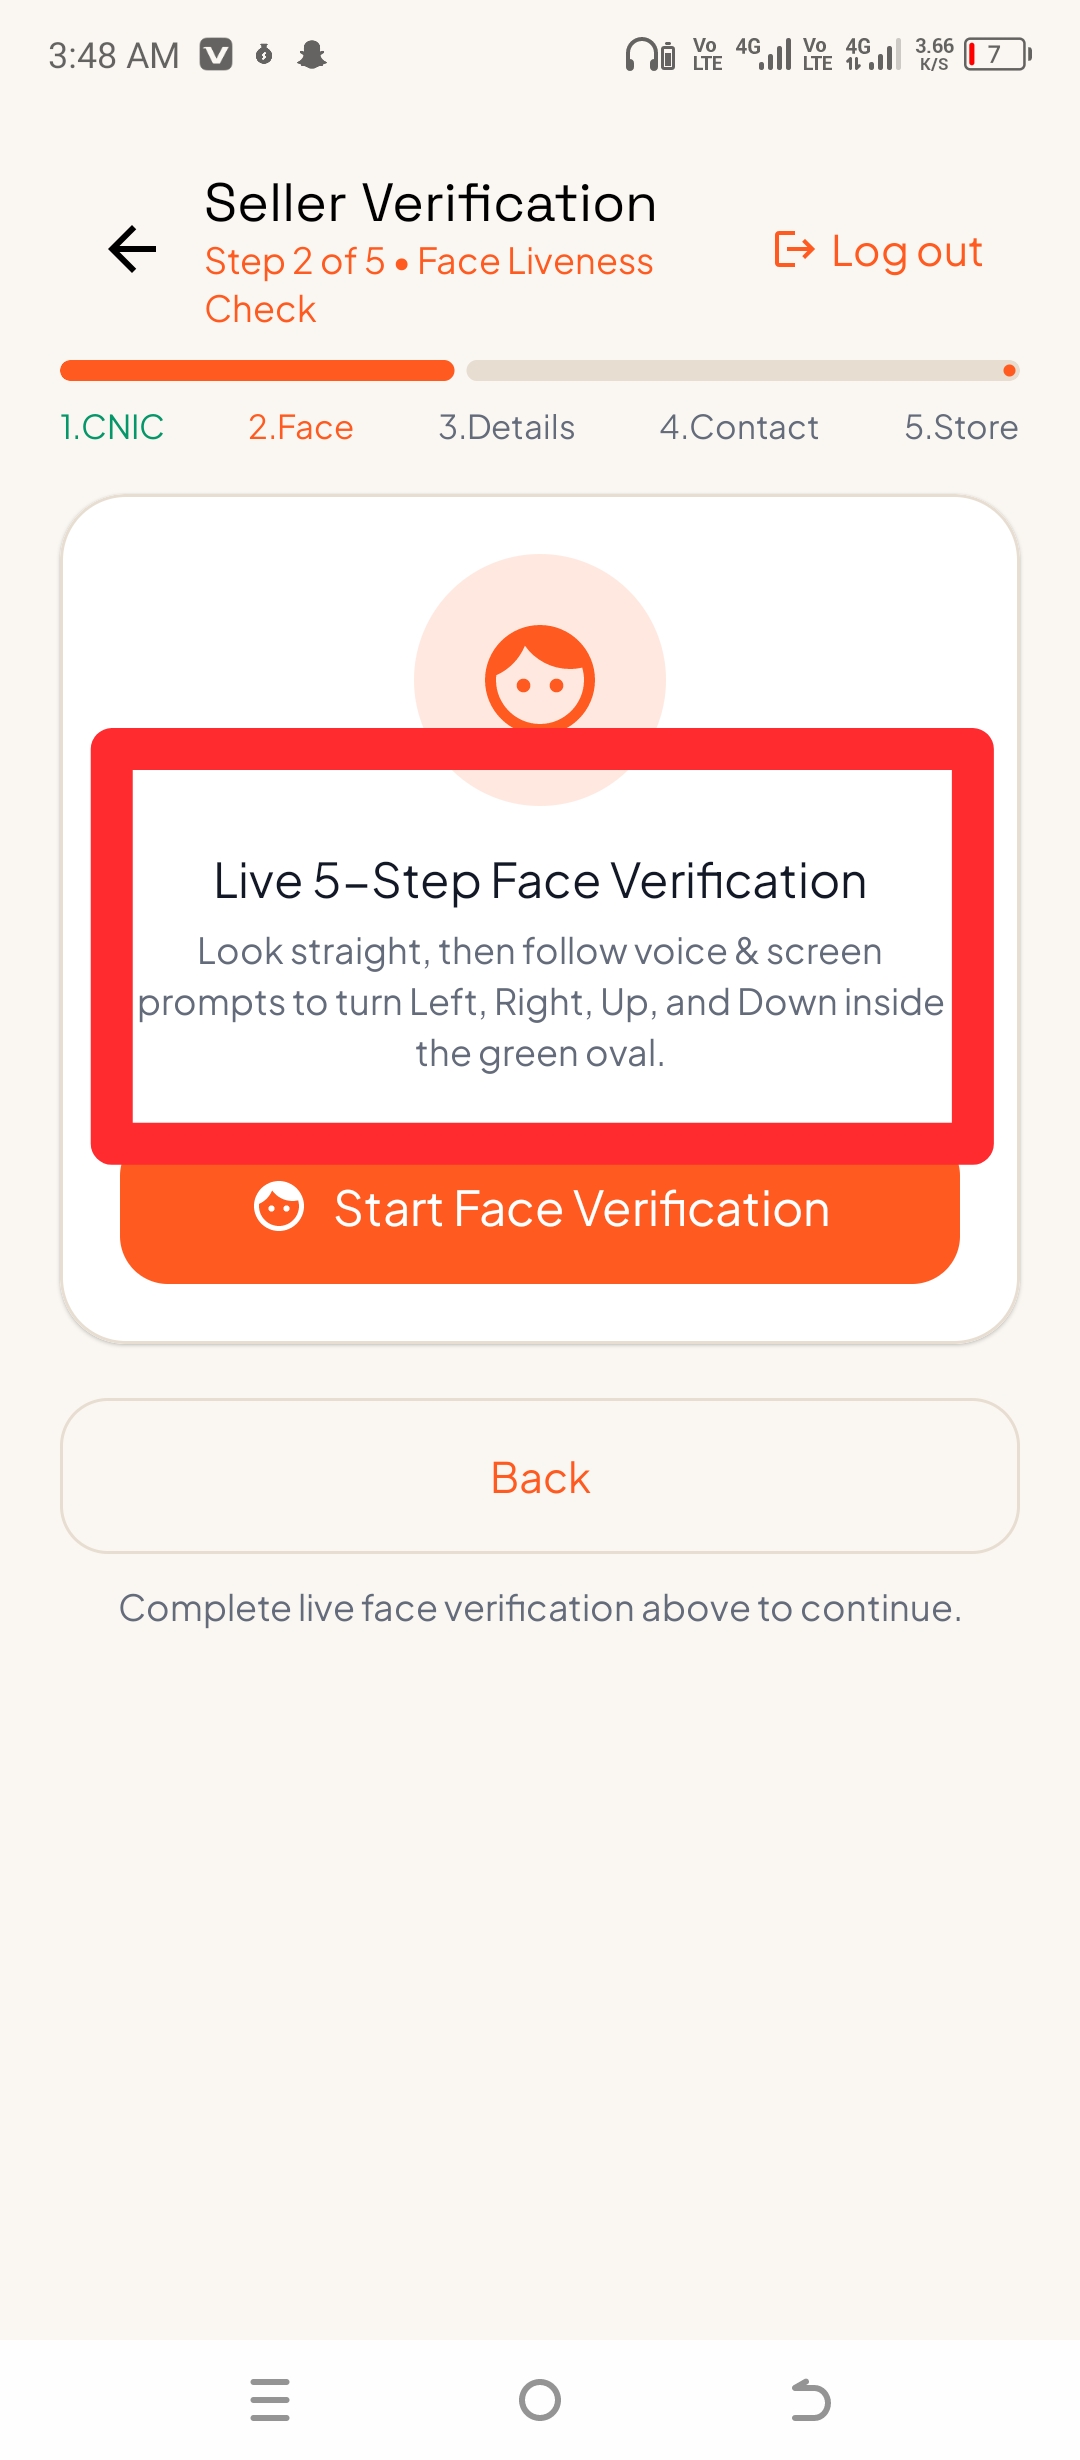 3:48 AM
Vo LTE 4G Vo LTE 4G 3.66 K/S 7
Seller Verification
Step 2 of 5 • Face Liveness
Check
Log out
1.CNIC 2.Face 3.Details 4.Contact 5.Store
Live 5–Step Face Verification
Look straight, then follow voice & screen
prompts to turn Left, Right, Up, and Down inside
the green oval.
Start Face Verification
Back
Complete live face verification above to continue.